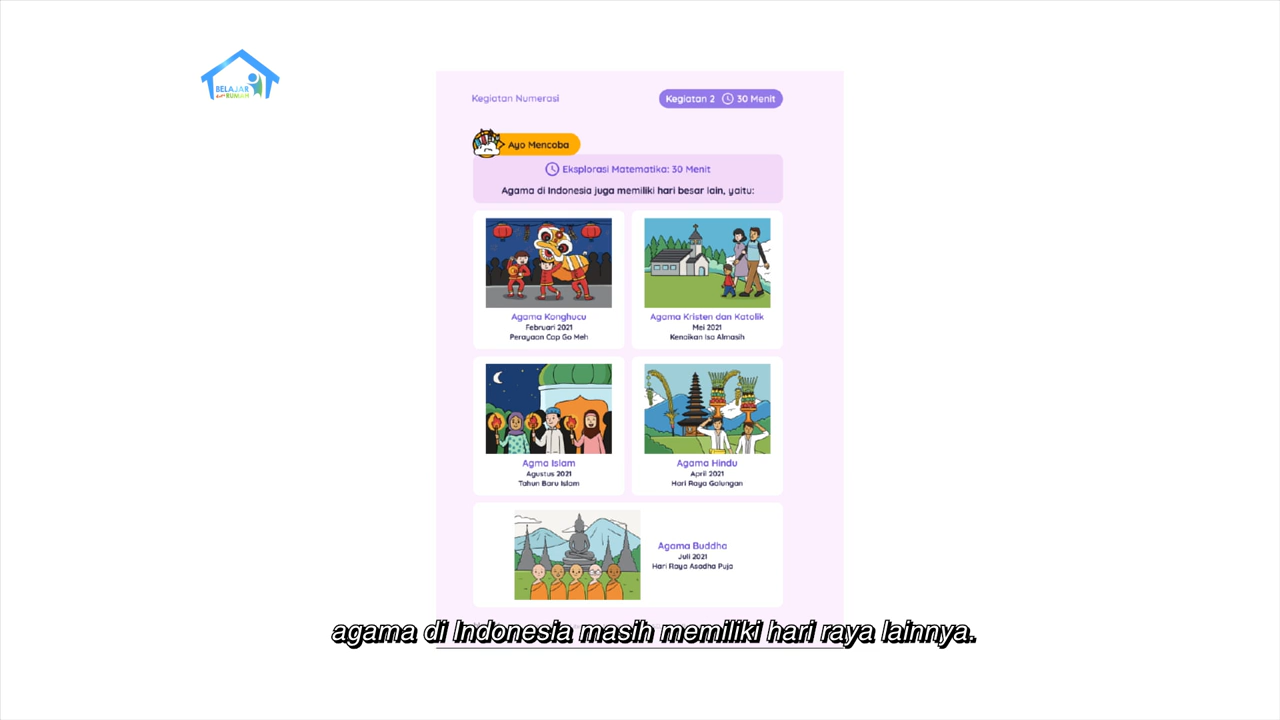 BELAJAR
dari RUMAH
Kegiatan Numerasi
Kegiatan 2 30 Menit
Ayo Mencoba
Eksplorasi Matematika: 30 Menit
Agama di Indonesia juga memiliki hari besar lain, yaitu:
Agama Konghucu
Februari 2021
Perayaan Cap Go Meh
Agama Kristen dan Katolik
Mei 2021
Kenaikan Isa Almasih
Agma Islam
Agustus 2021
Tahun Baru Islam
Agama Hindu
April 2021
Hari Raya Galungan
Agama Buddha
Juli 2021
Hari Raya Asadha Puja
agama di Indonesia masih memiliki hari raya lainnya.